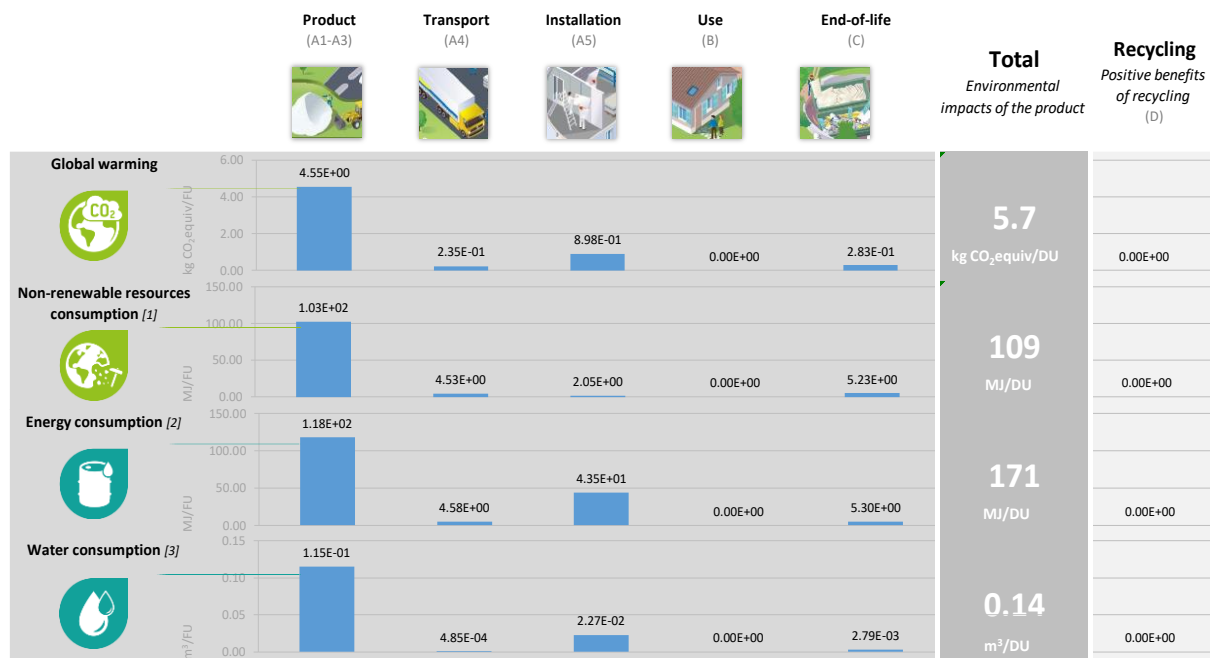 Product
(A1-A3)
Transport
(A4)
Installation
(A5)
Use
(B)
End-of-life
(C)
Total
Environmental
impacts of the product
Recycling
Positive benefits
of recycling
(D)
Global warming
CO₂
kg CO₂equiv/FU
6.00
4.00
2.00
0.00
4.55E+00
2.35E-01
8.98E-01
0.00E+00
2.83E-01
5.7
kg CO₂equiv/DU
0.00E+00
Non-renewable resources
consumption [1]
MJ/FU
150.00
100.00
50.00
0.00
1.03E+02
4.53E+00
2.05E+00
0.00E+00
5.23E+00
109
MJ/DU
0.00E+00
Energy consumption [2]
MJ/FU
150.00
100.00
50.00
0.00
1.18E+02
4.58E+00
4.35E+01
0.00E+00
5.30E+00
171
MJ/DU
0.00E+00
Water consumption [3]
m³/FU
0.15
0.10
0.05
0.00
1.15E-01
4.85E-04
2.27E-02
0.00E+00
2.79E-03
0.14
m³/DU
0.00E+00